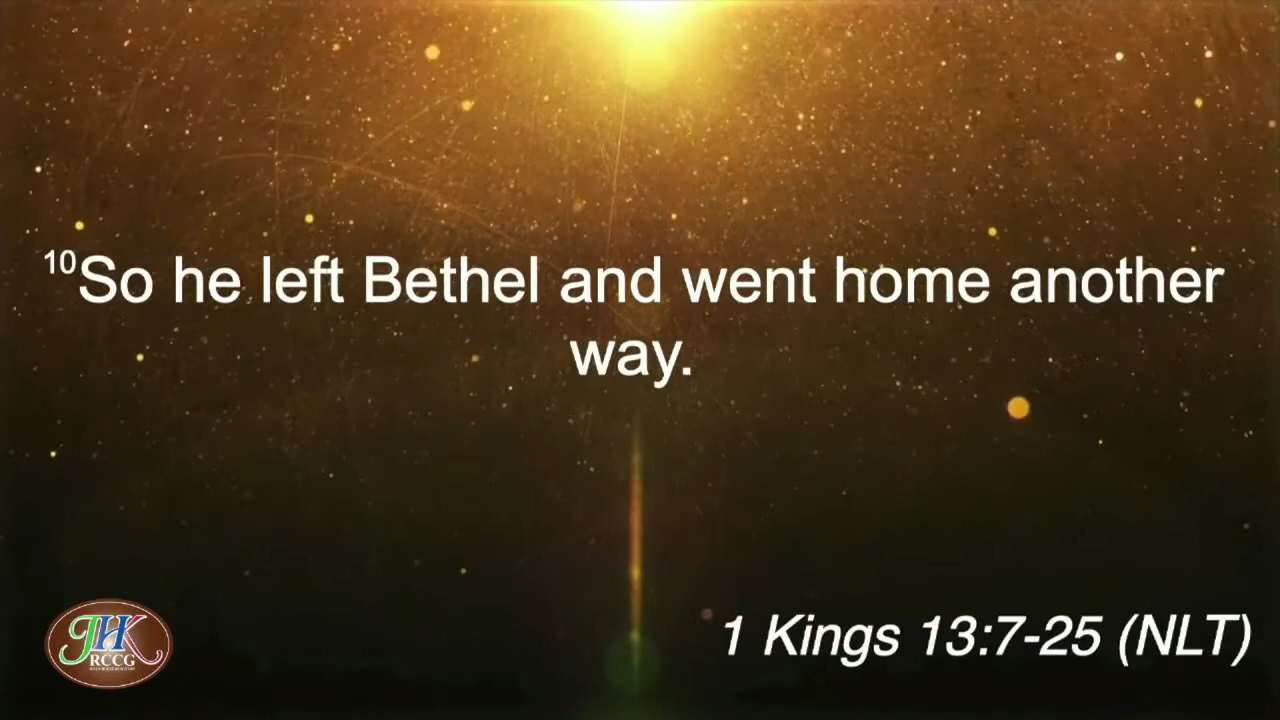 ¹⁰So he left Bethel and went home another
way.
1 Kings 13:7-25 (NLT)
JHK
RCCG